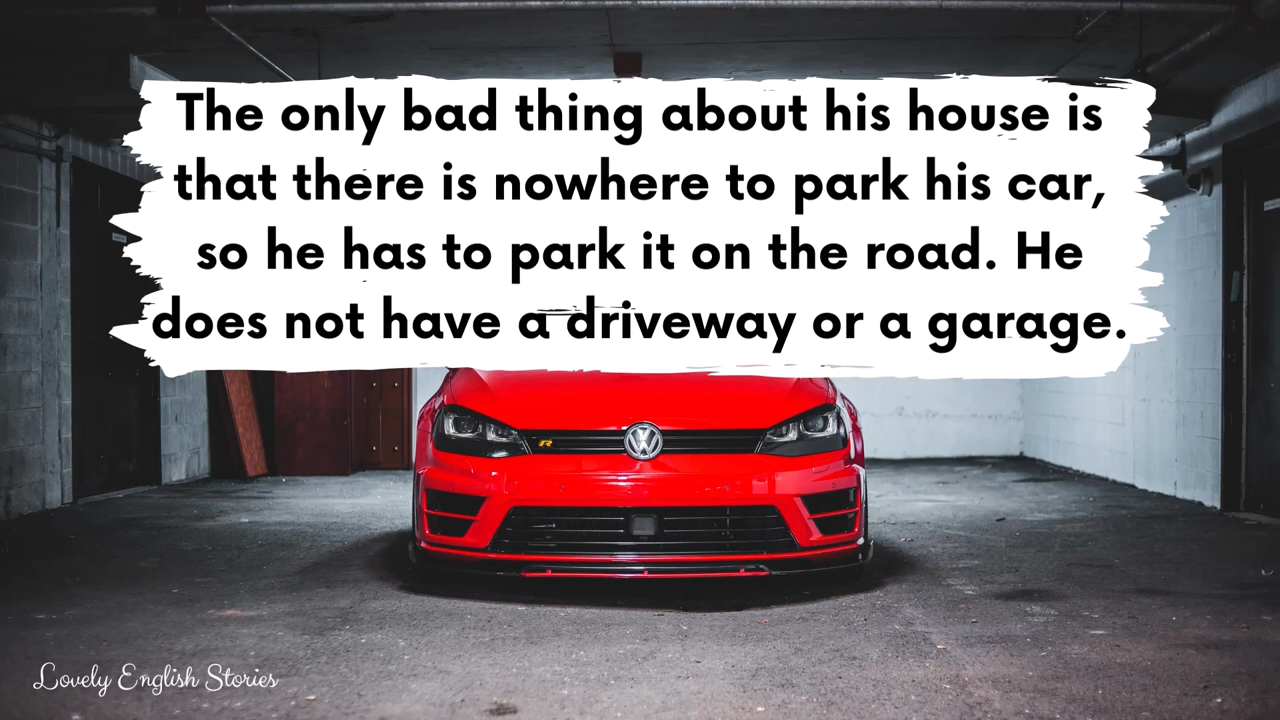 The only bad thing about his house is
that there is nowhere to park his car,
so he has to park it on the road. He
does not have a driveway or a garage.
R
VW
Lovely English Stories